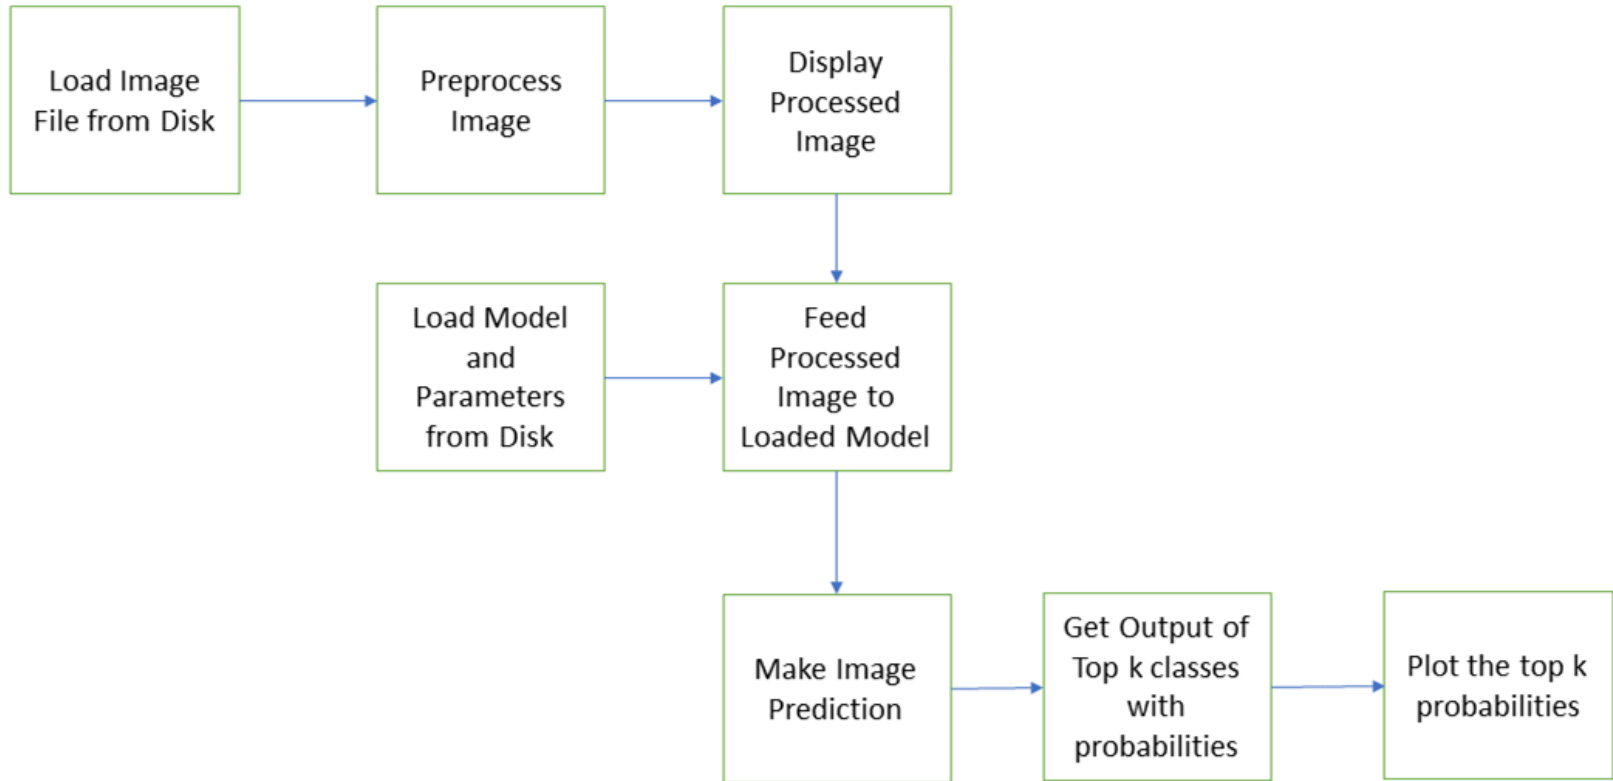 Load Image
File from Disk
Preprocess
Image
Display
Processed
Image
Load Model
and
Parameters
from Disk
Feed
Processed
Image to
Loaded Model
Make Image
Prediction
Get Output of
Top k classes
with
probabilities
Plot the top k
probabilities